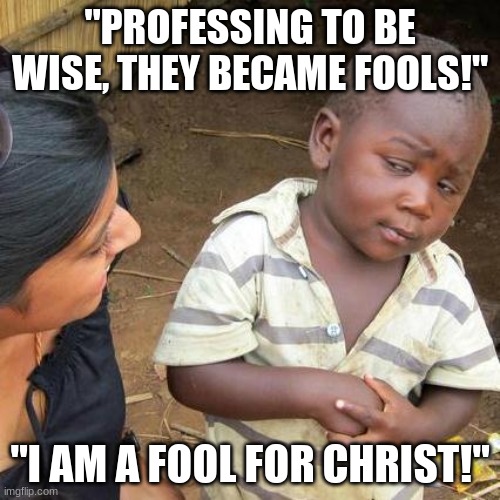 "PROFESSING TO BE
WISE, THEY BECAME FOOLS!"
"I AM A FOOL FOR CHRIST!"
imgflip.com